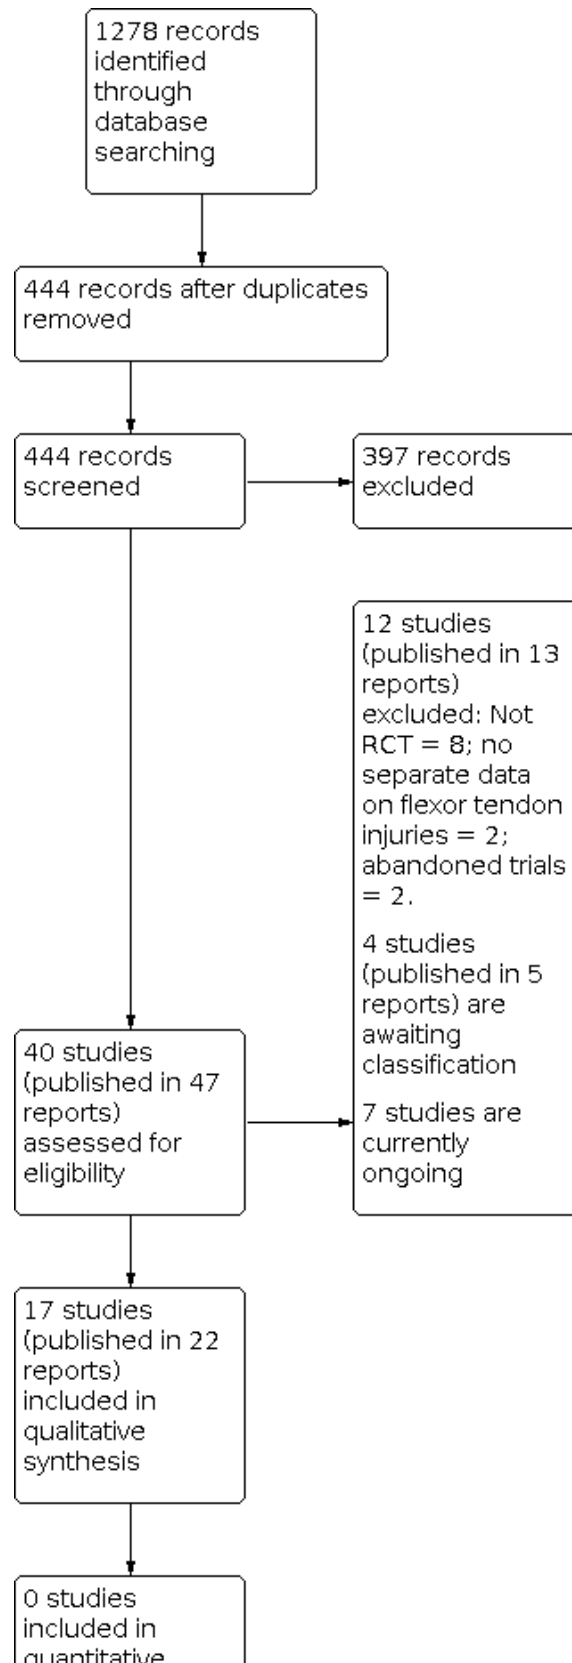 1278 records
identified
through
database
searching
444 records after duplicates
removed
444 records
screened
397 records
excluded
12 studies
(published in 13
reports)
excluded: Not
RCT = 8; no
separate data
on flexor tendon
injuries = 2;
abandoned trials
= 2.
4 studies
(published in 5
reports) are
awaiting
classification
7 studies are
currently
ongoing
40 studies
(published in 47
reports)
assessed for
eligibility
17 studies
(published in 22
reports)
included in
qualitative
synthesis
0 studies
included in
quantitative